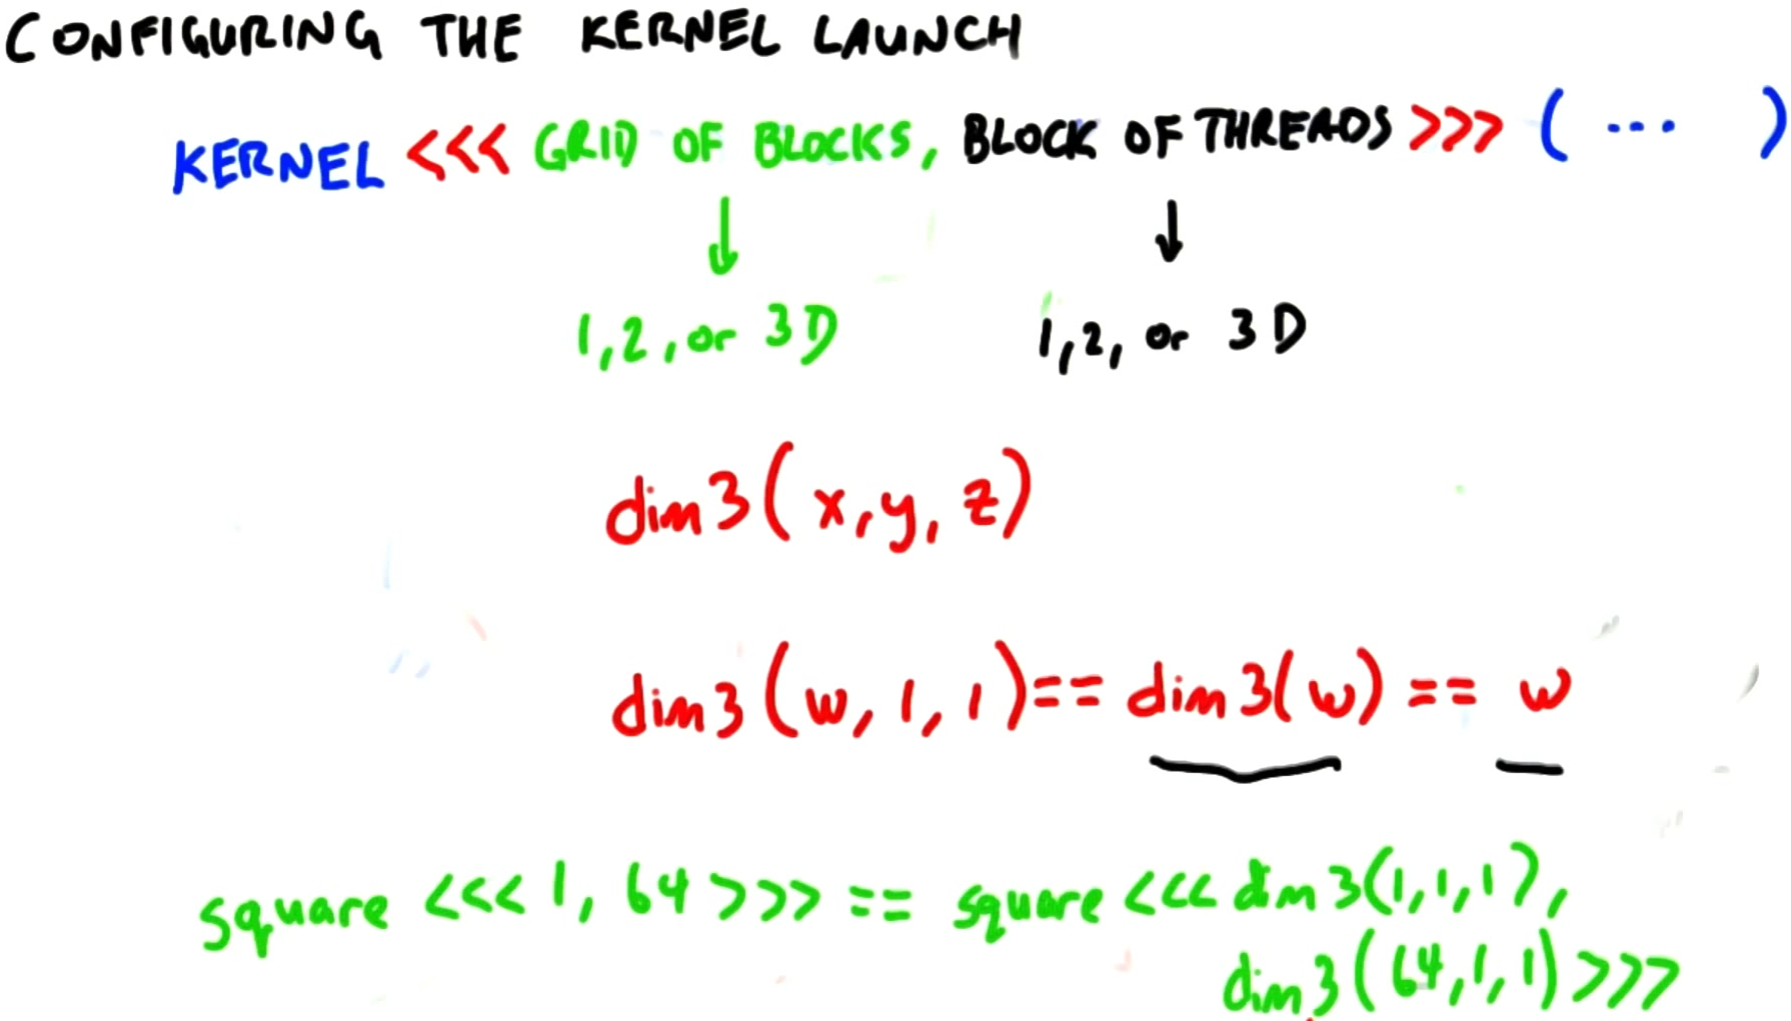 CONFIGURING THE KERNEL LAUNCH
KERNEL <<< GRID OF BLOCKS, BLOCK OF THREADS >>> ( ... )
1,2, or 3D 1,2, or 3D
dim3(x,y,z)
dim3(w,1,1)== dim3(w) == w
square <<< 1, 64 >>> == square <<< dim3(1,1,1),
dim3(64,1,1) >>>